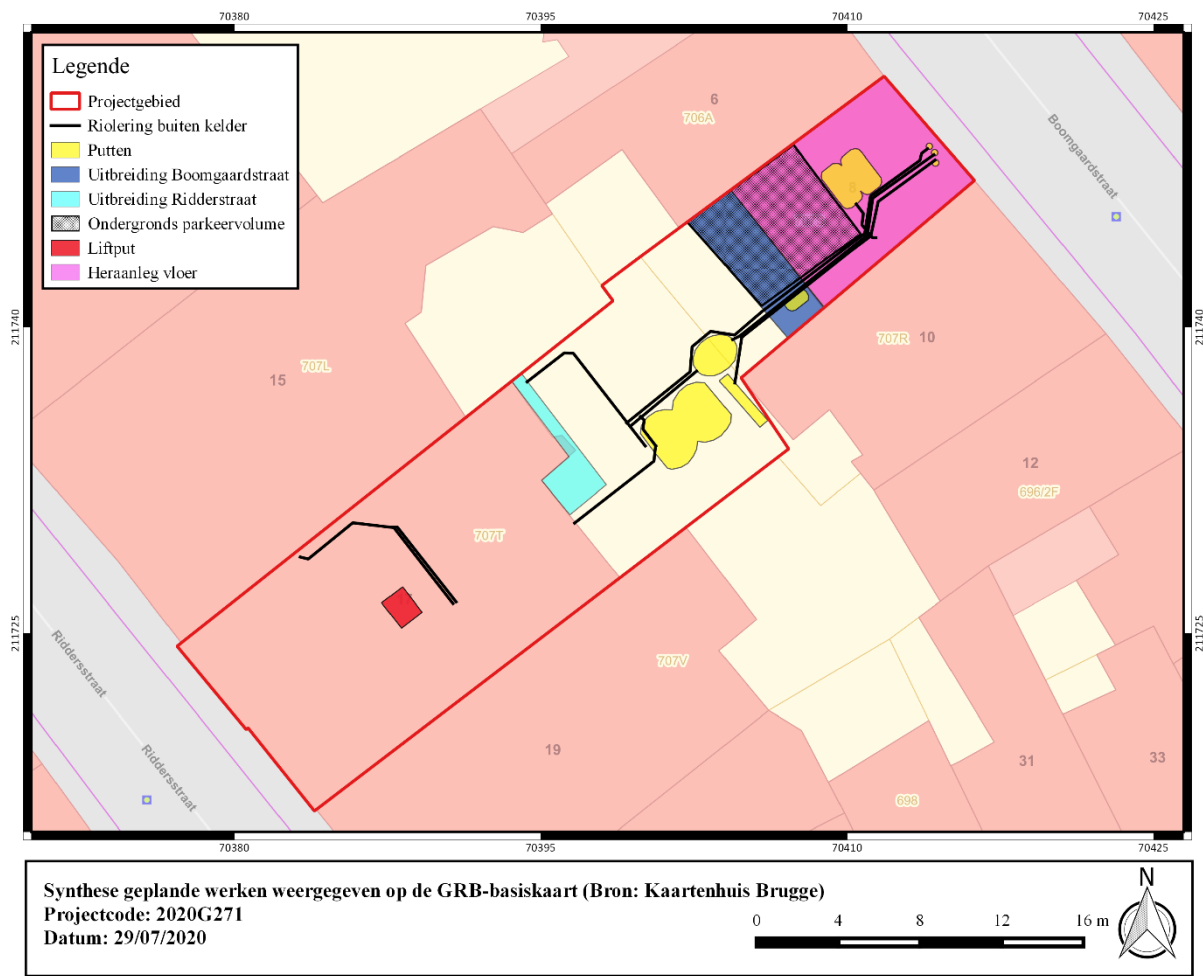 70380
70395
70410
70425
211740
211725
Legende
Projectgebied
Riolering buiten kelder
Putten
Uitbreiding Boomgaardstraat
Uitbreiding Ridderstraat
Ondergronds parkeervolume
Liftput
Heraanleg vloer
6
706A
8
Boomgaardstraat
707R
10
15
707L
12
696/2F
707T
707V
19
31
33
698
Riddersstraat
Riddersstraat
211740
211725
70380
70395
70410
70425
Synthese geplande werken weergegeven op de GRB-basiskaart (Bron: Kaartenhuis Brugge)
Projectcode: 2020G271
Datum: 29/07/2020
0 4 8 12 16 m
N